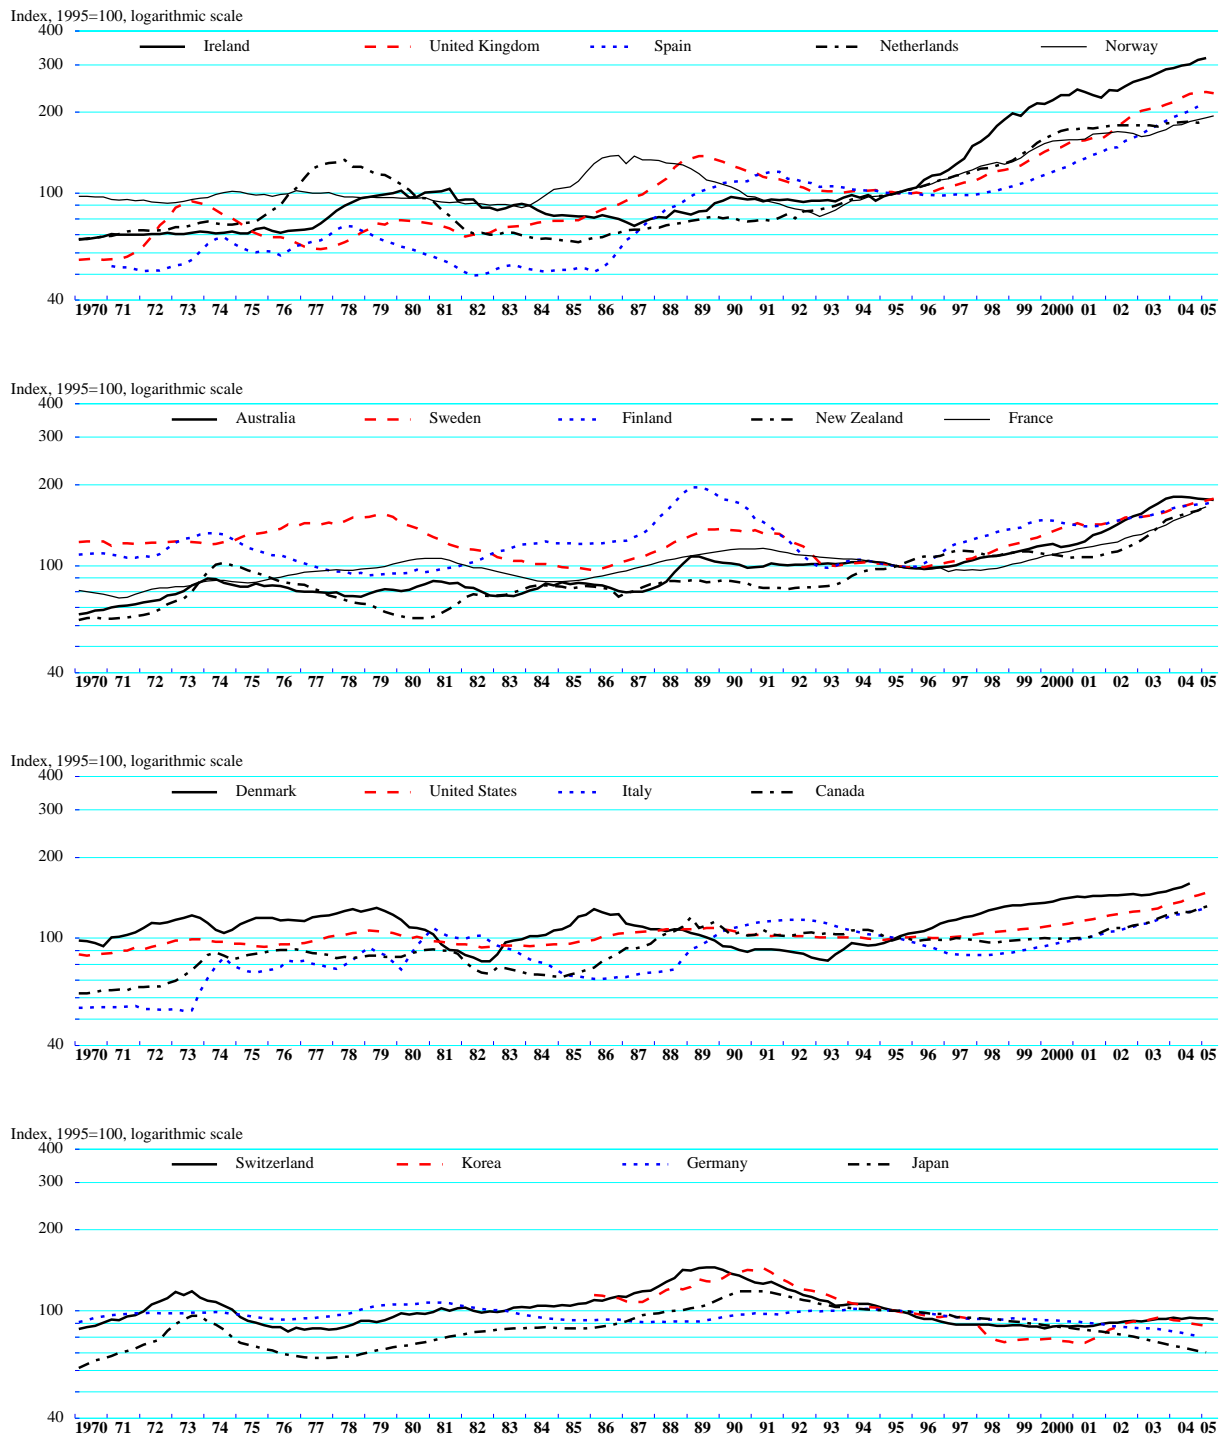 Index, 1995=100, logarithmic scale
400
Ireland United Kingdom Spain Netherlands Norway
300
200
100
40
1970 71 72 73 74 75 76 77 78 79 80 81 82 83 84 85 86 87 88 89 90 91 92 93 94 95 96 97 98 99 2000 01 02 03 04 05
Index, 1995=100, logarithmic scale
400
Australia Sweden Finland New Zealand France
300
200
100
40
1970 71 72 73 74 75 76 77 78 79 80 81 82 83 84 85 86 87 88 89 90 91 92 93 94 95 96 97 98 99 2000 01 02 03 04 05
Index, 1995=100, logarithmic scale
400
Denmark United States Italy Canada
300
200
100
40
1970 71 72 73 74 75 76 77 78 79 80 81 82 83 84 85 86 87 88 89 90 91 92 93 94 95 96 97 98 99 2000 01 02 03 04 05
Index, 1995=100, logarithmic scale
400
Switzerland Korea Germany Japan
300
200
100
40
1970 71 72 73 74 75 76 77 78 79 80 81 82 83 84 85 86 87 88 89 90 91 92 93 94 95 96 97 98 99 2000 01 02 03 04 05